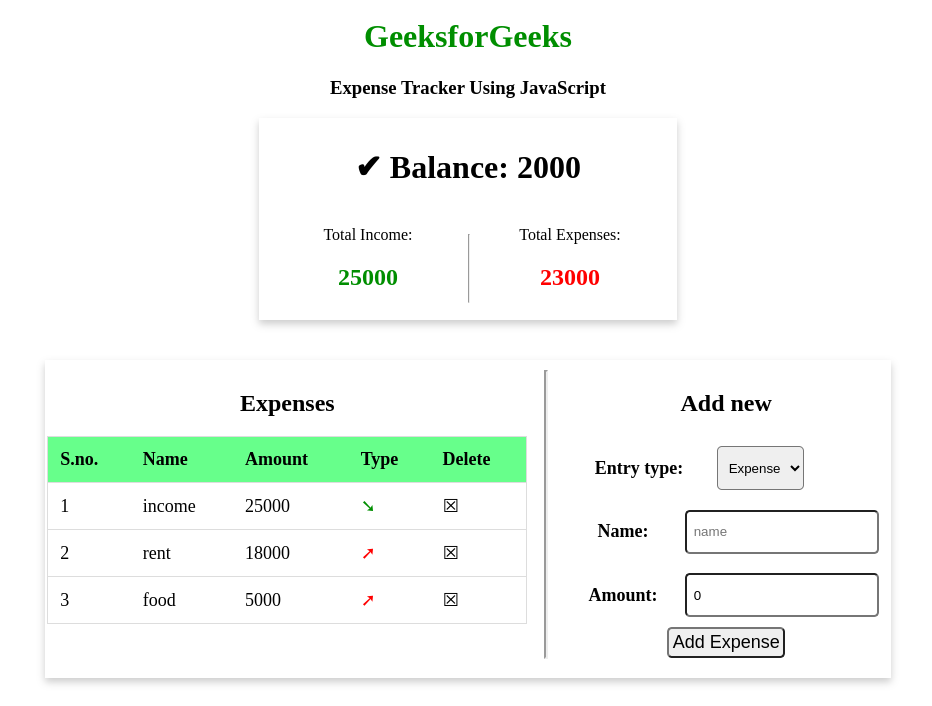 GeeksforGeeks
Expense Tracker Using JavaScript
✔ Balance: 2000
Total Income: Total Expenses:
25000 23000
Expenses
S.no. Name Amount Type Delete
1 income 25000 ➘ ☒
2 rent 18000 ➚ ☒
3 food 5000 ➚ ☒
Add new
Entry type: Expense
Name: name
Amount: 0
Add Expense